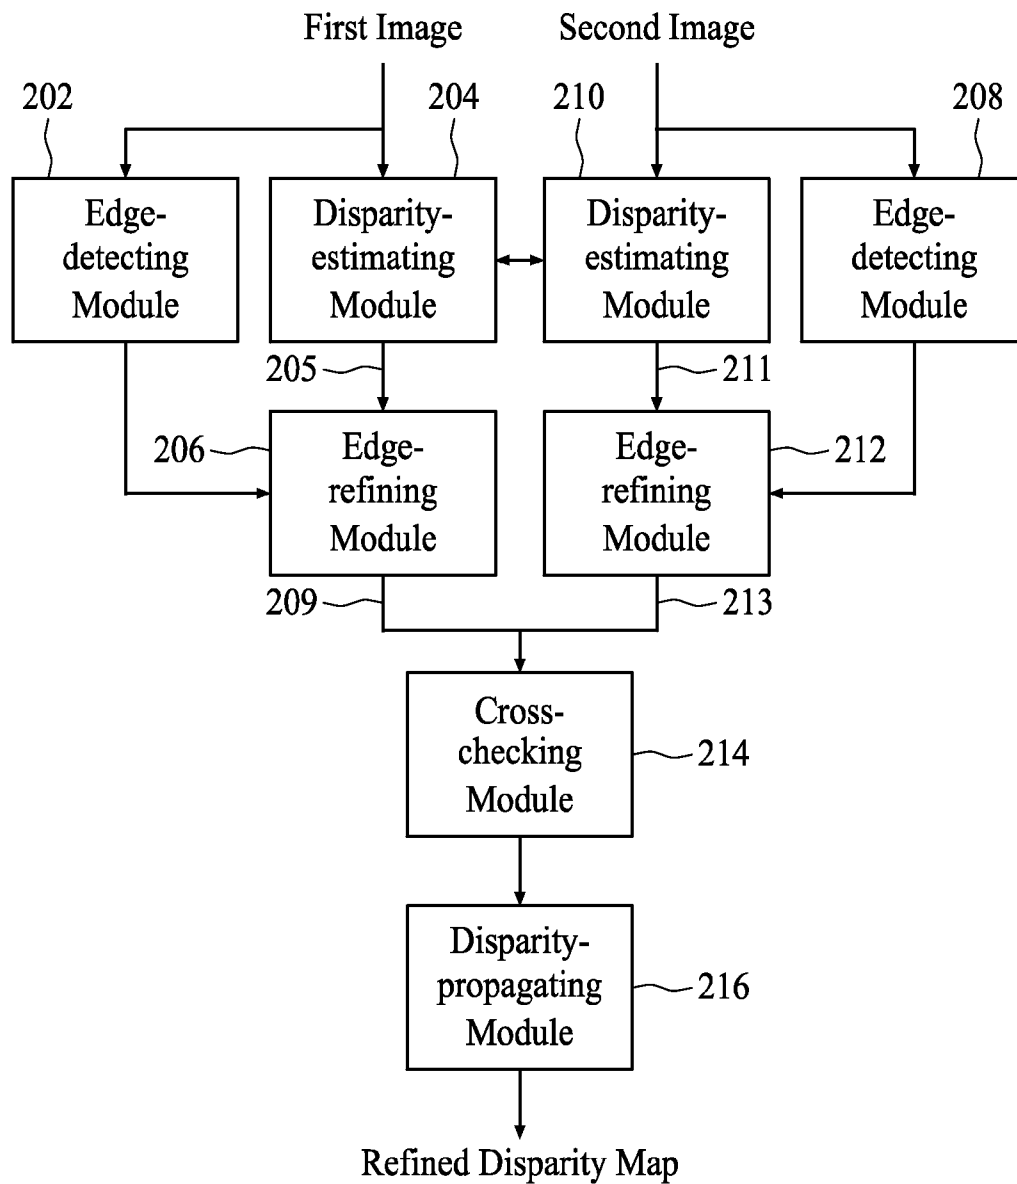 First Image
Second Image
202
204
210
208
Edge-
detecting
Module
Disparity-
estimating
Module
Disparity-
estimating
Module
Edge-
detecting
Module
205
211
206
Edge-
refining
Module
Edge-
refining
Module
212
209
213
Cross-
checking
Module
214
Disparity-
propagating
Module
216
Refined Disparity Map